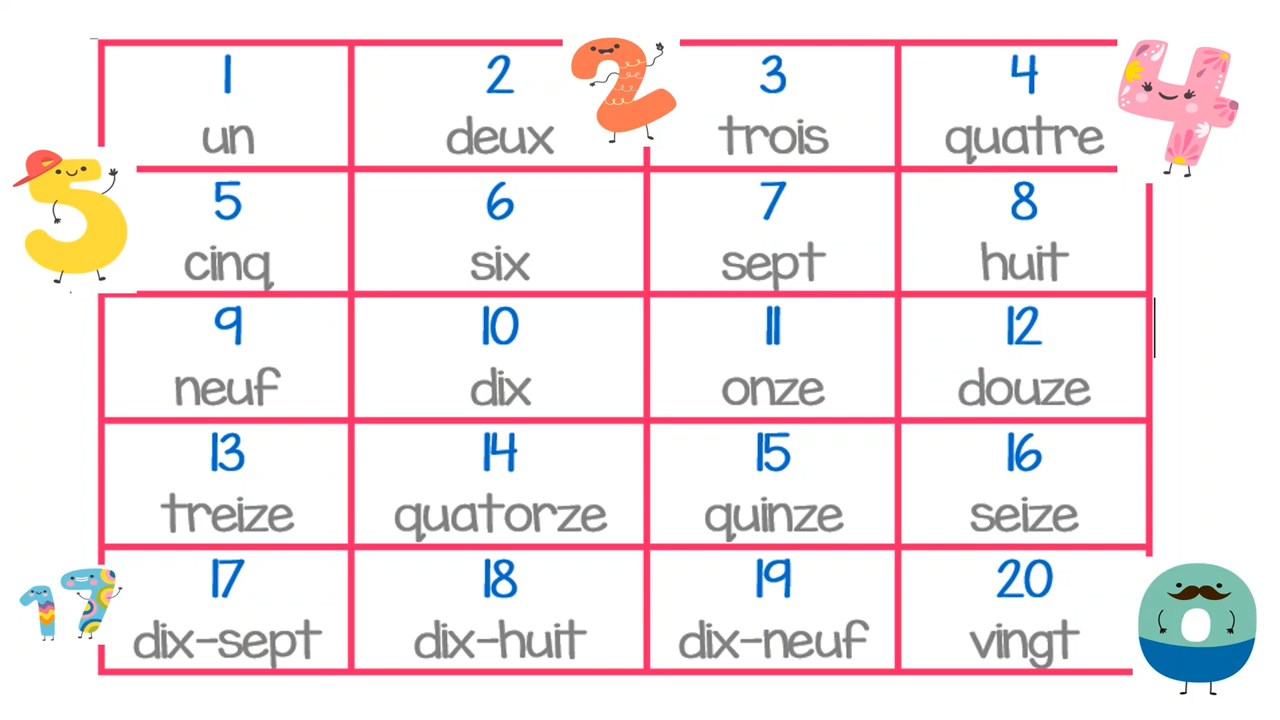 1 2 3 4
un deux trois quatre
5 6 7 8
cinq six sept huit
9 10 11 12
neuf dix onze douze
13 14 15 16
treize quatorze quinze seize
17 18 19 20
dix-sept dix-huit dix-neuf vingt